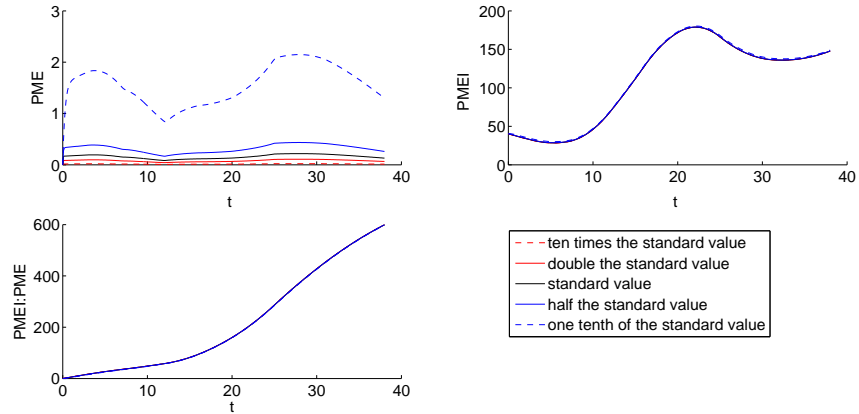 3
2
1
0
PME
0
10
20
30
40
t
200
150
100
50
0
PMEI
0
10
20
30
40
t
600
400
200
0
PMEI:PME
0
10
20
30
40
t
ten times the standard value
double the standard value
standard value
half the standard value
one tenth of the standard value